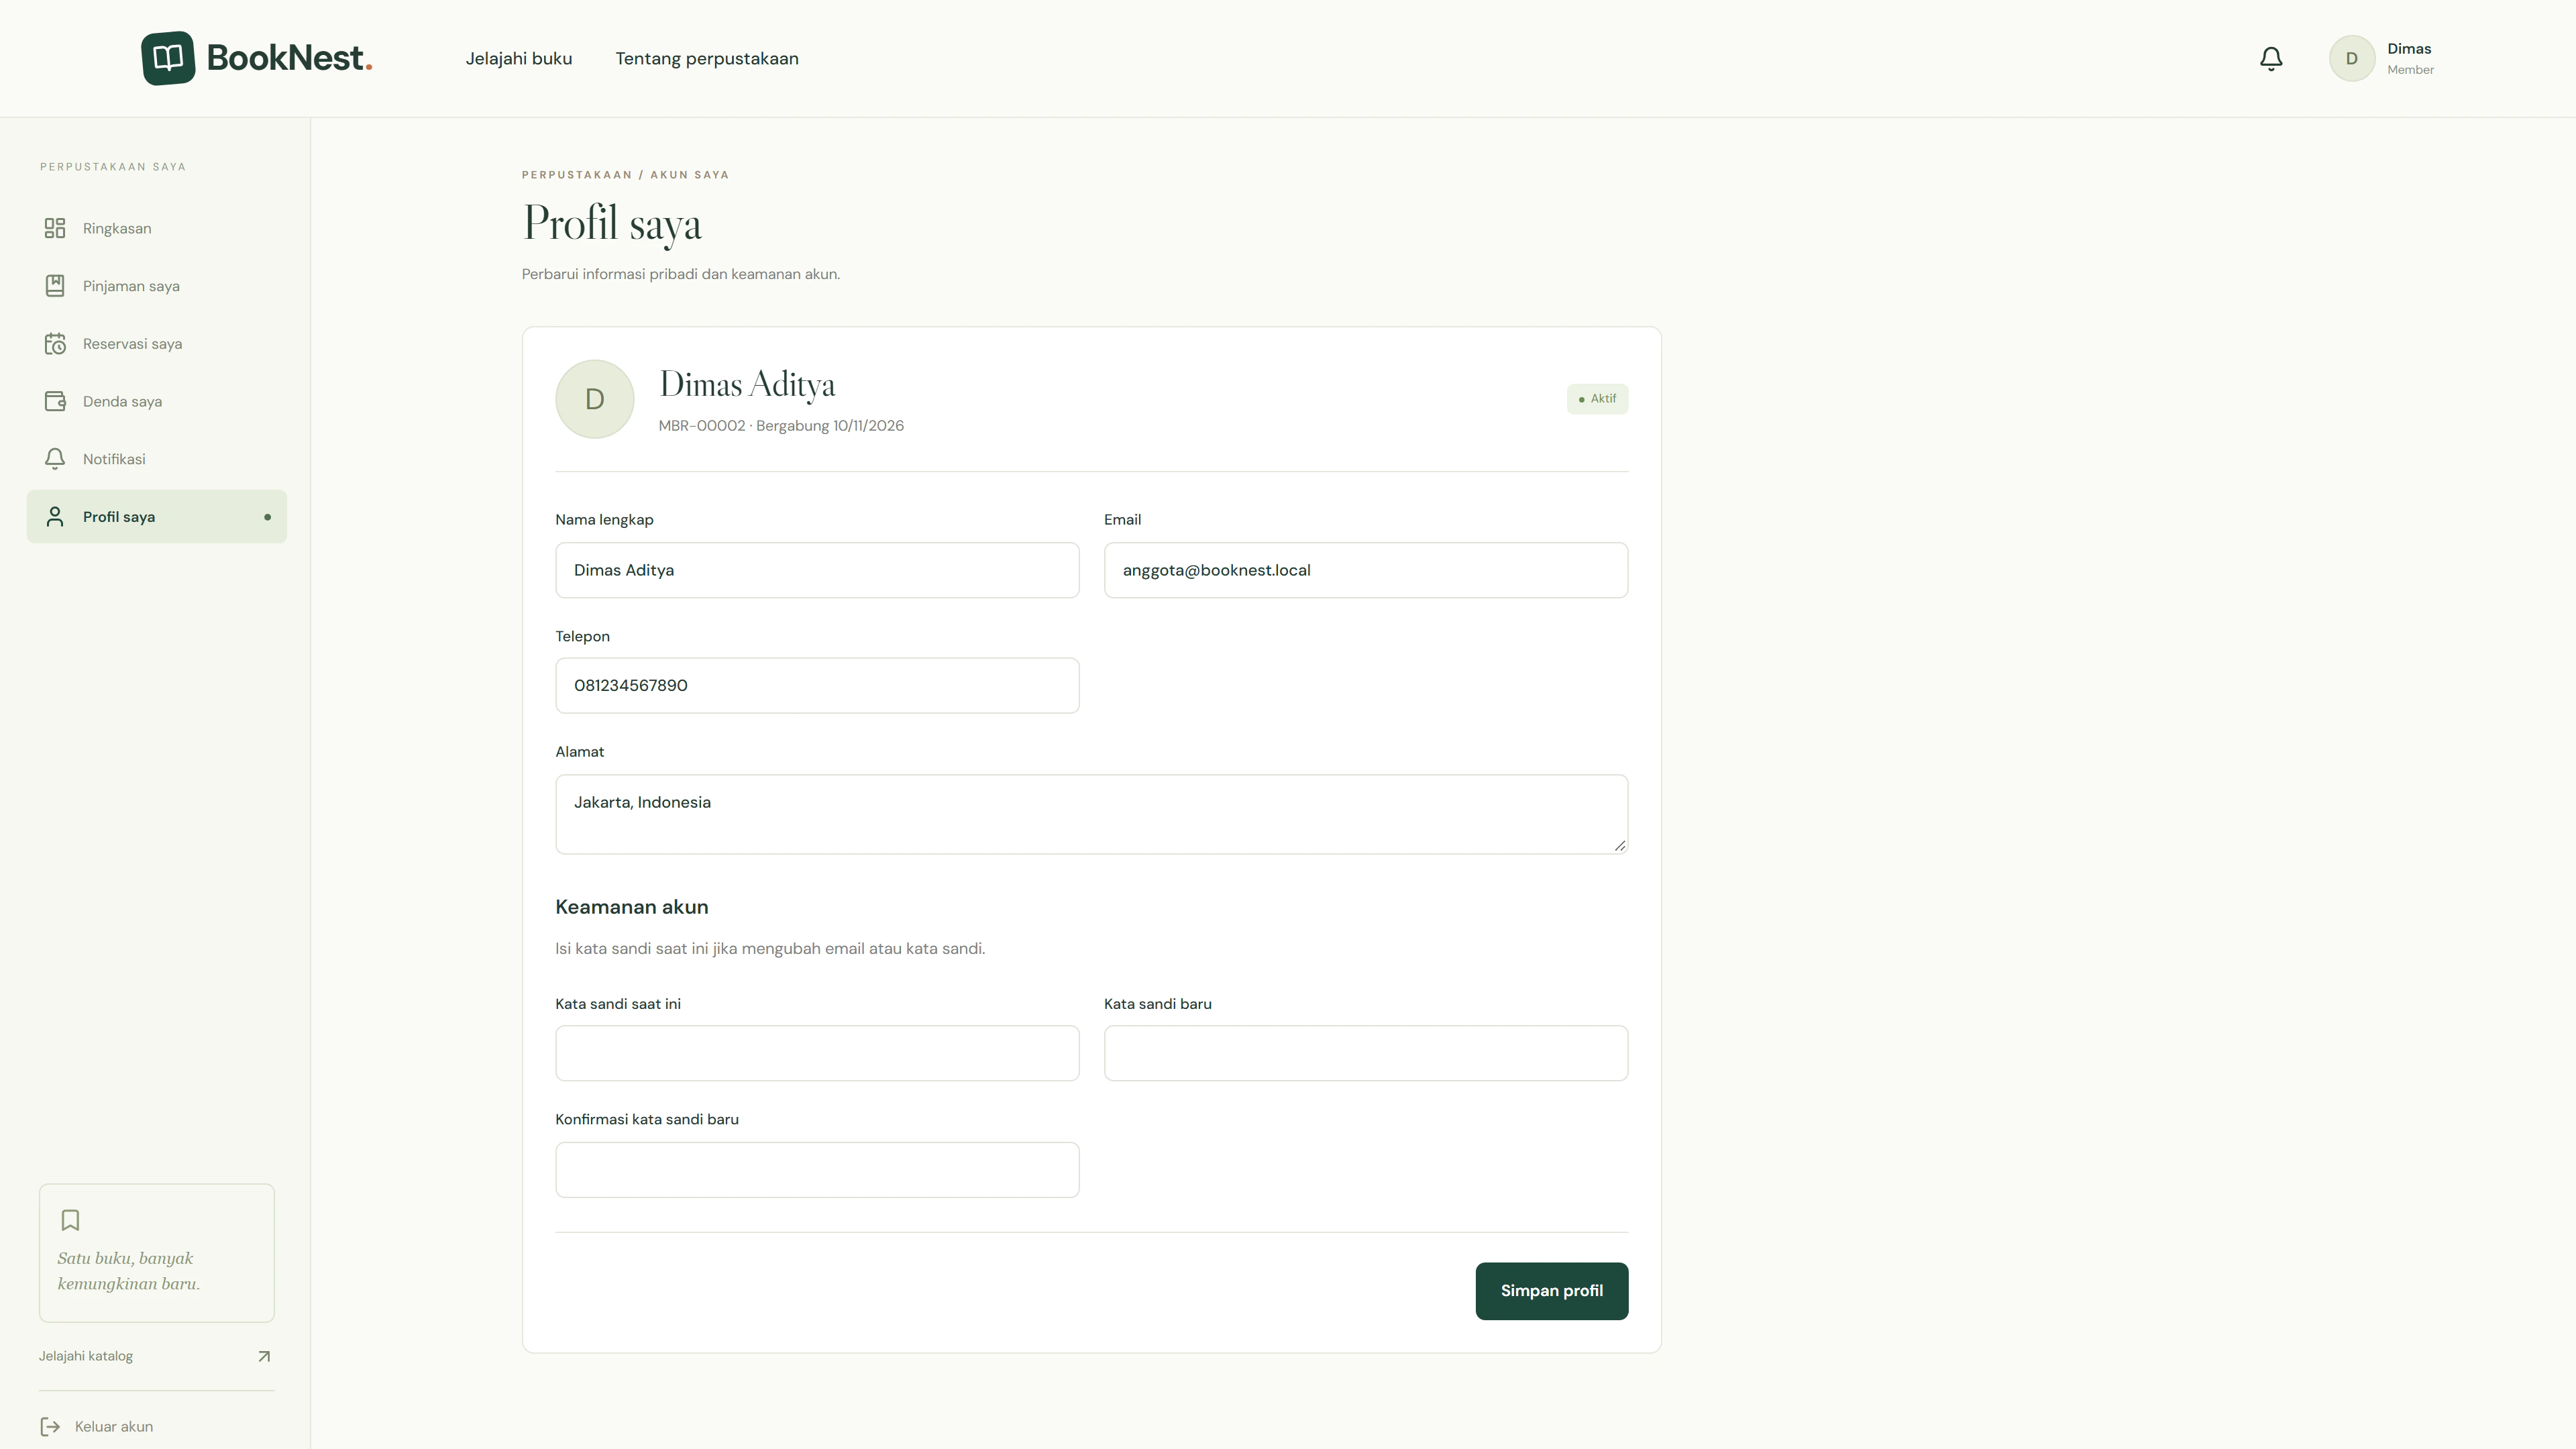 BookNest.
Jelajahi buku
Tentang perpustakaan
D
Dimas
Member
PERPUSTAKAAN SAYA
Ringkasan
Pinjaman saya
Reservasi saya
Denda saya
Notifikasi
Profil saya
Satu buku, banyak
kemungkinan baru.
Jelajahi katalog
Keluar akun
PERPUSTAKAAN / AKUN SAYA
Profil saya
Perbarui informasi pribadi dan keamanan akun.
D
Dimas Aditya
MBR-00002 · Bergabung 10/11/2026
Aktif
Nama lengkap
Dimas Aditya
Email
anggota@booknest.local
Telepon
081234567890
Alamat
Jakarta, Indonesia
Keamanan akun
Isi kata sandi saat ini jika mengubah email atau kata sandi.
Kata sandi saat ini
Kata sandi baru
Konfirmasi kata sandi baru
Simpan profil